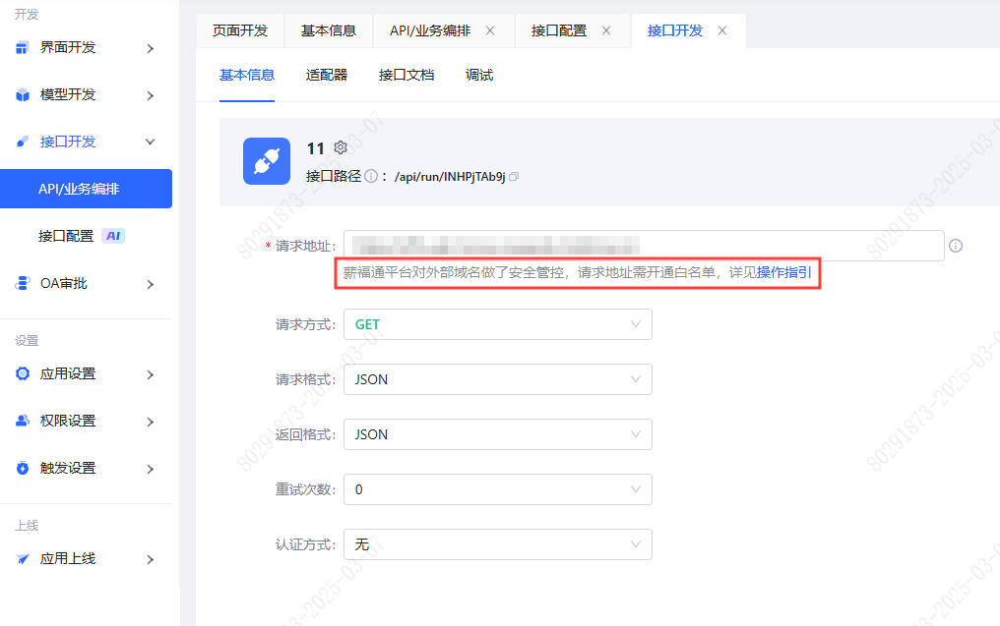 开发
界面开发
模型开发
接口开发
API/业务编排
接口配置 AI
OA审批
设置
应用设置
权限设置
触发设置
上线
应用上线
页面开发 基本信息 API/业务编排 接口配置 接口开发
基本信息 适配器 接口文档 调试
11
接口路径 : /api/run/lNHPjTAb9j
* 请求地址:
薪福通平台对外部域名做了安全管控，请求地址需开通白名单，详见操作指引
请求方式: GET
请求格式: JSON
返回格式: JSON
重试次数: 0
认证方式: 无
80291873-2025-03-07